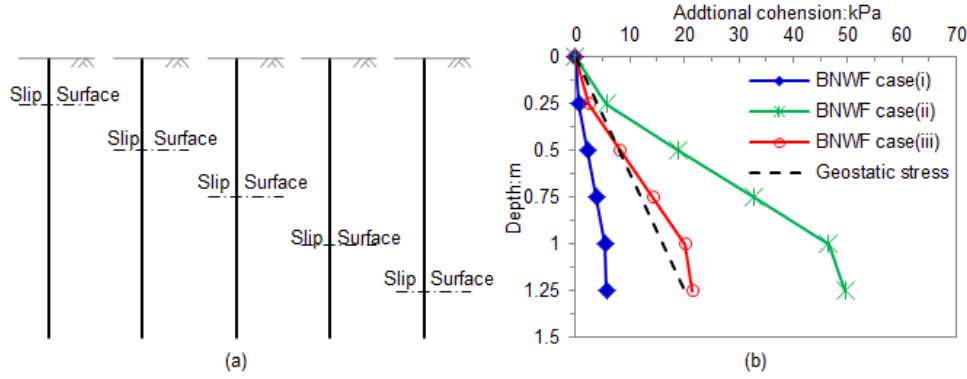 Slip Surface
Slip Surface
Slip Surface
Slip Surface
Slip Surface
(a)
Addtional cohension:kPa
0 10 20 30 40 50 60 70
0
0.25
0.5
0.75
1
1.25
1.5
Depth:m
BNWF case(i)
BNWF case(ii)
BNWF case(iii)
Geostatic stress
(b)